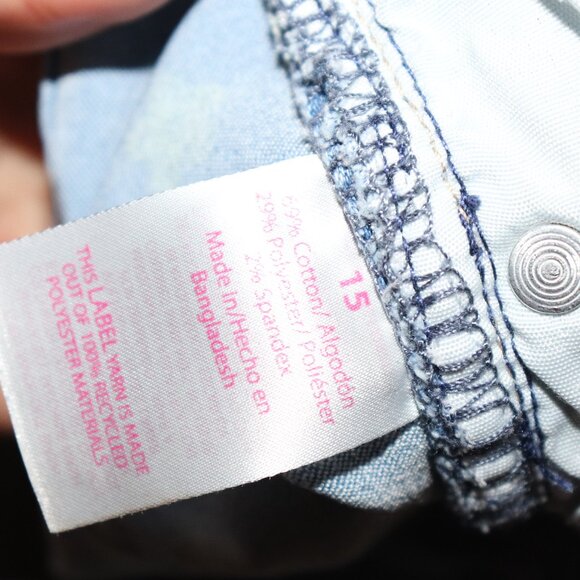 15
69% Cotton/ Algodón
29% Polyester/ Poliéster
2% Spandex
Made in/Hecho en
Bangladesh
THIS LABEL YARN IS MADE
OUT OF 100% RECYCLED
POLYESTER MATERIALS